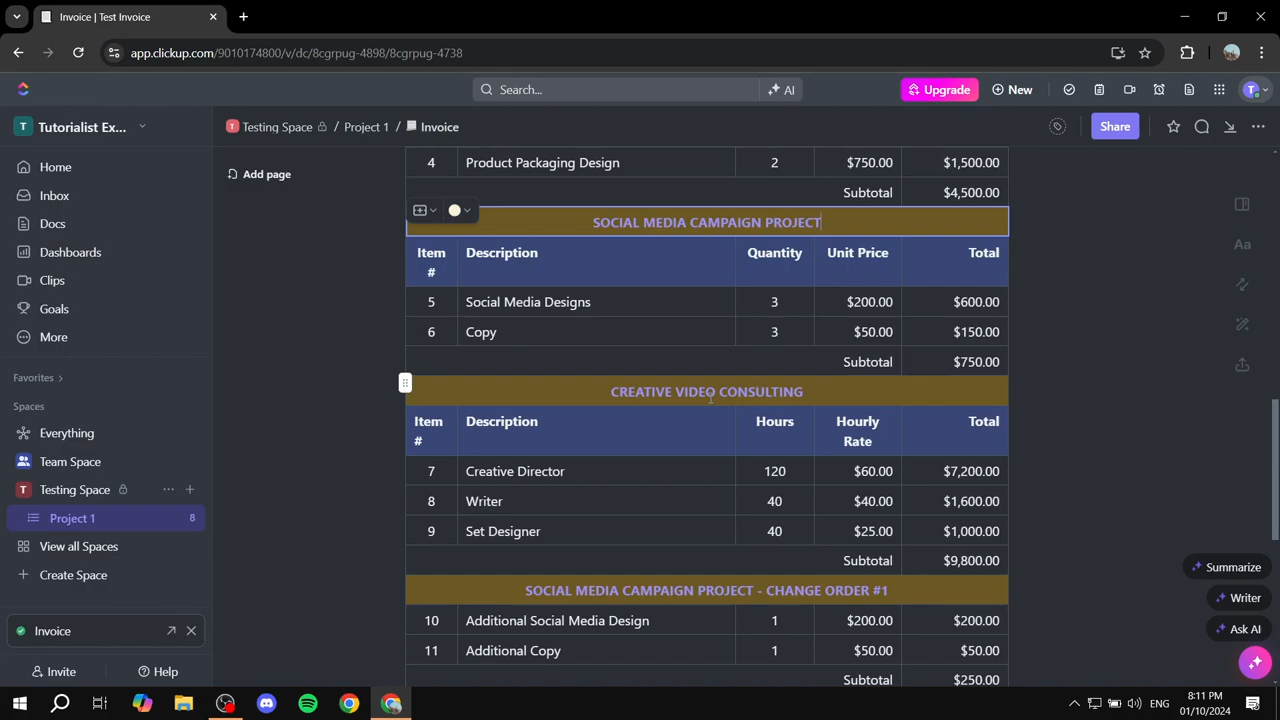 Invoice | Test Invoice
app.clickup.com/9010174800/v/dc/8cgrpug-4898/8cgrpug-4738
Search...
AI
Upgrade
New
T
T
Tutorialist Ex...
T Testing Space / Project 1 / Invoice
Share
Home
Inbox
Docs
Dashboards
Clips
Goals
More
Favorites
Spaces
Everything
Team Space
T Testing Space
Project 1 8
View all Spaces
Create Space
Invoice
Invite
Help
Add page
4 Product Packaging Design 2 $750.00 $1,500.00
Subtotal $4,500.00
SOCIAL MEDIA CAMPAIGN PROJECT
Item # Description Quantity Unit Price Total
5 Social Media Designs 3 $200.00 $600.00
6 Copy 3 $50.00 $150.00
Subtotal $750.00
CREATIVE VIDEO CONSULTING
Item # Description Hours Hourly Rate Total
7 Creative Director 120 $60.00 $7,200.00
8 Writer 40 $40.00 $1,600.00
9 Set Designer 40 $25.00 $1,000.00
Subtotal $9,800.00
SOCIAL MEDIA CAMPAIGN PROJECT - CHANGE ORDER #1
10 Additional Social Media Design 1 $200.00 $200.00
11 Additional Copy 1 $50.00 $50.00
Subtotal $250.00
Aa
Summarize
Writer
Ask AI
ENG
8:11 PM
01/10/2024